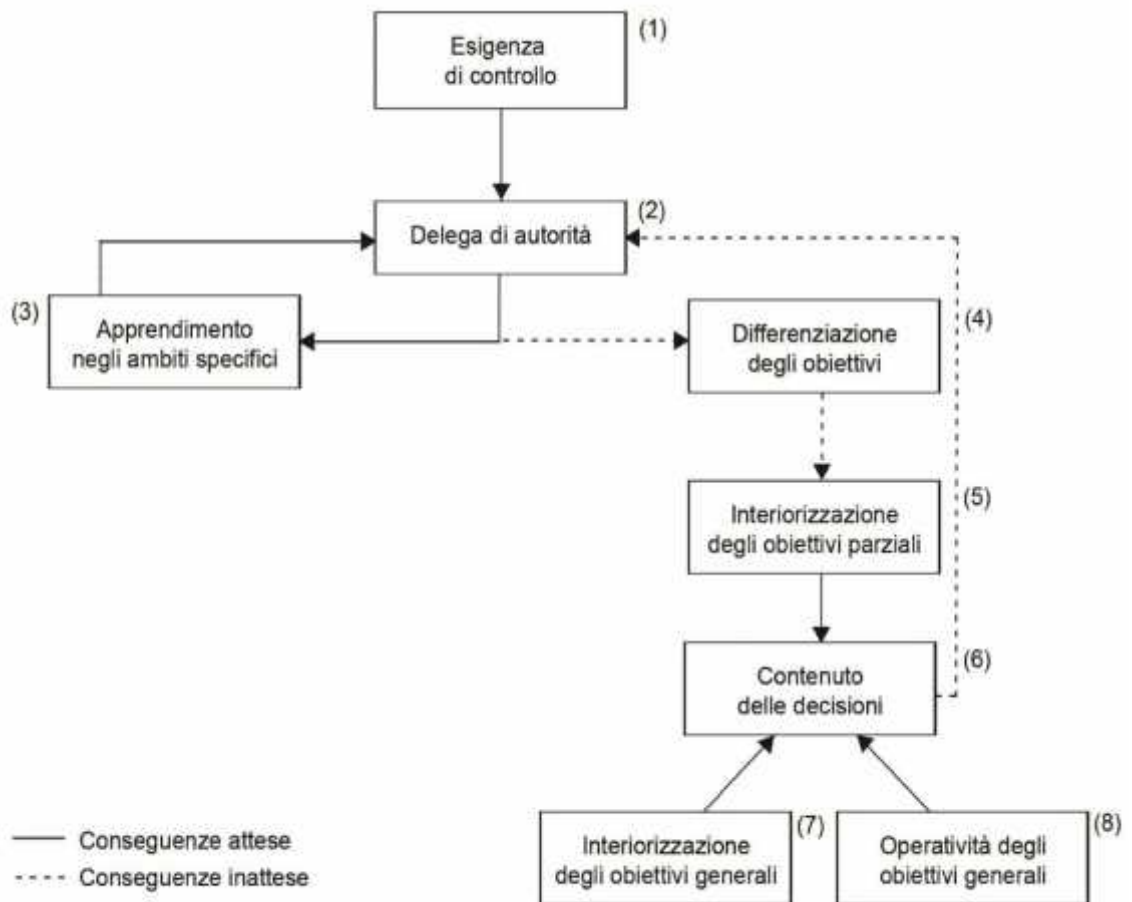 Esigenza
di controllo
(1)
Delega di autorità
(2)
(3)
Apprendimento
negli ambiti specifici
Differenziazione
degli obiettivi
(4)
Interiorizzazione
degli obiettivi parziali
(5)
Contenuto
delle decisioni
(6)
Interiorizzazione
degli obiettivi generali
(7)
Operatività degli
obiettivi generali
(8)
Conseguenze attese
Conseguenze inattese